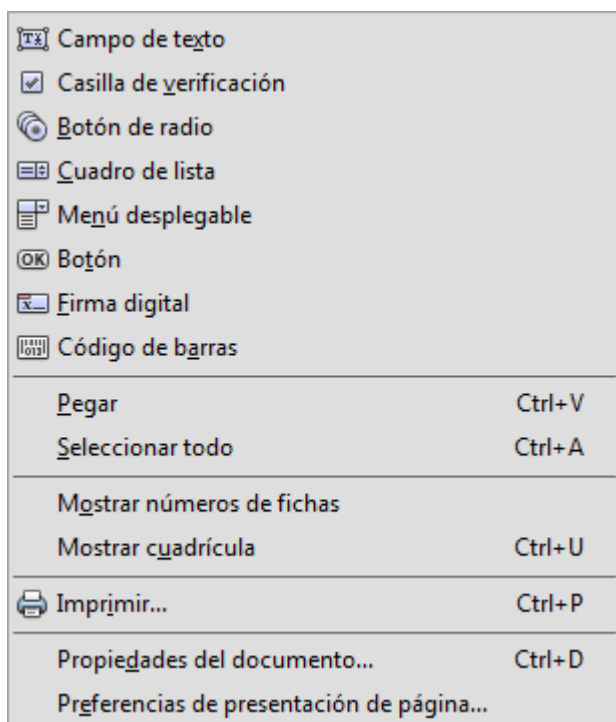 Campo de texto
Casilla de verificación
Botón de radio
Cuadro de lista
Menú desplegable
OK Botón
Firma digital
Código de barras
Pegar Ctrl+V
Seleccionar todo Ctrl+A
Mostrar números de fichas
Mostrar cuadrícula Ctrl+U
Imprimir... Ctrl+P
Propiedades del documento... Ctrl+D
Preferencias de presentación de página...